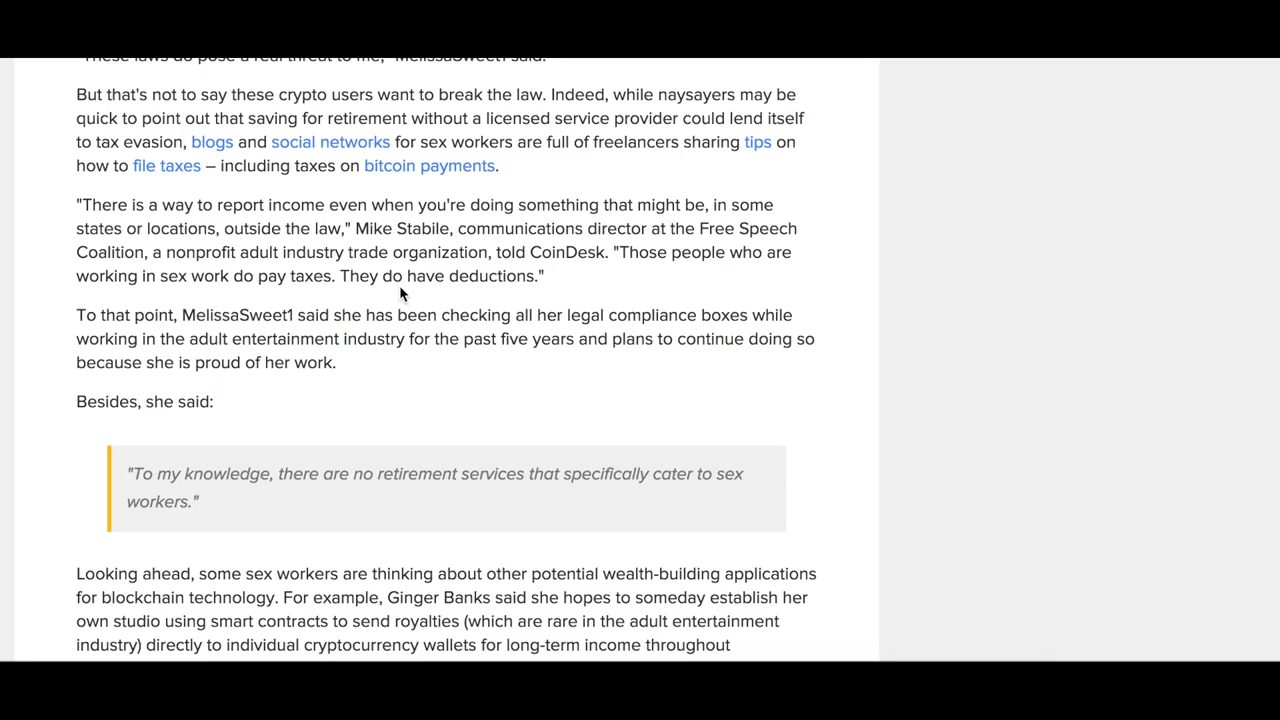 "These laws do pose a real threat to me," MelissaSweet1 said.
But that's not to say these crypto users want to break the law. Indeed, while naysayers may be
quick to point out that saving for retirement without a licensed service provider could lend itself
to tax evasion, blogs and social networks for sex workers are full of freelancers sharing tips on
how to file taxes – including taxes on bitcoin payments.
"There is a way to report income even when you're doing something that might be, in some
states or locations, outside the law," Mike Stabile, communications director at the Free Speech
Coalition, a nonprofit adult industry trade organization, told CoinDesk. "Those people who are
working in sex work do pay taxes. They do have deductions."
To that point, MelissaSweet1 said she has been checking all her legal compliance boxes while
working in the adult entertainment industry for the past five years and plans to continue doing so
because she is proud of her work.
Besides, she said:
"To my knowledge, there are no retirement services that specifically cater to sex
workers."
Looking ahead, some sex workers are thinking about other potential wealth-building applications
for blockchain technology. For example, Ginger Banks said she hopes to someday establish her
own studio using smart contracts to send royalties (which are rare in the adult entertainment
industry) directly to individual cryptocurrency wallets for long-term income throughout